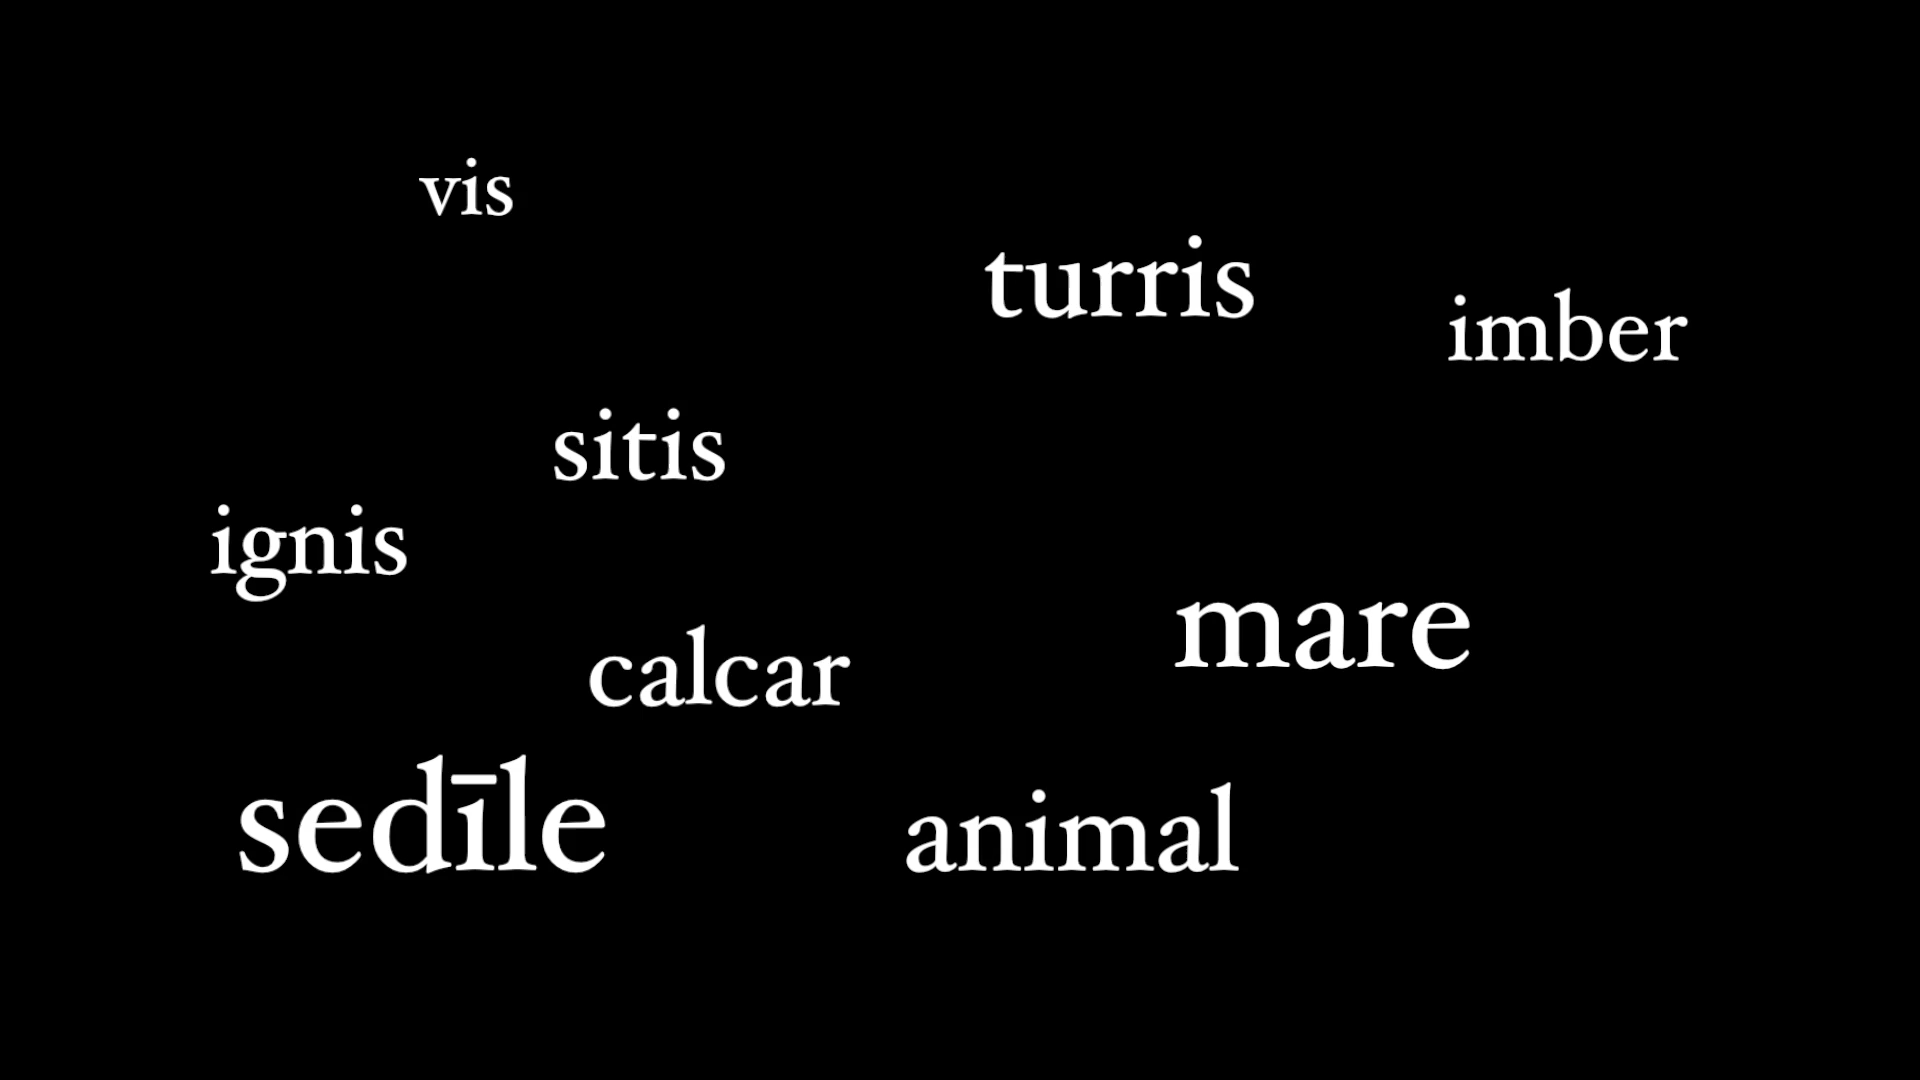 vis
turris
imber
sitis
ignis
mare
calcar
sedīle
animal